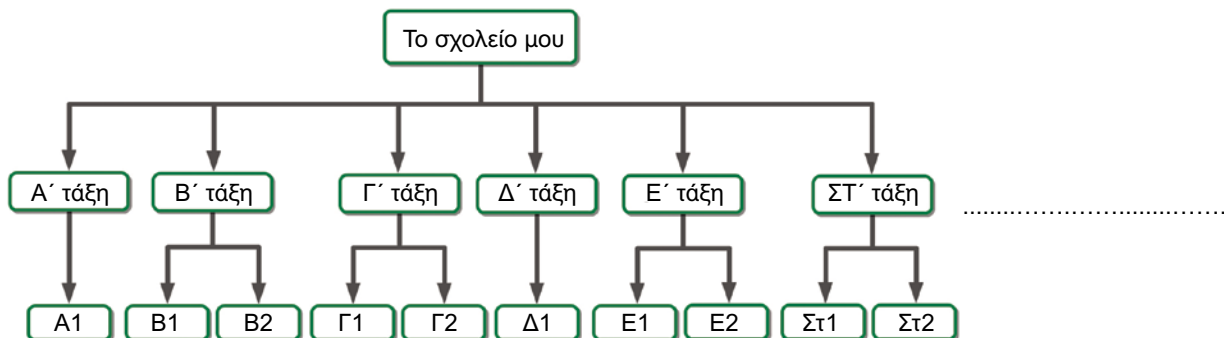 Το σχολείο μου
Α΄ τάξη Β΄ τάξη Γ΄ τάξη Δ΄ τάξη Ε΄ τάξη ΣΤ΄ τάξη ..............................
Α1 Β1 Β2 Γ1 Γ2 Δ1 Ε1 Ε2 Στ1 Στ2